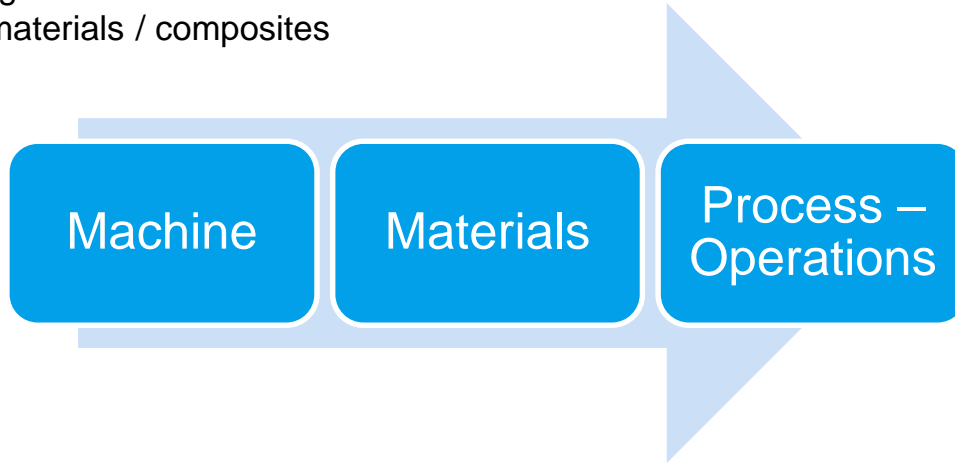 materials / composites
Machine
Materials
Process –
Operations